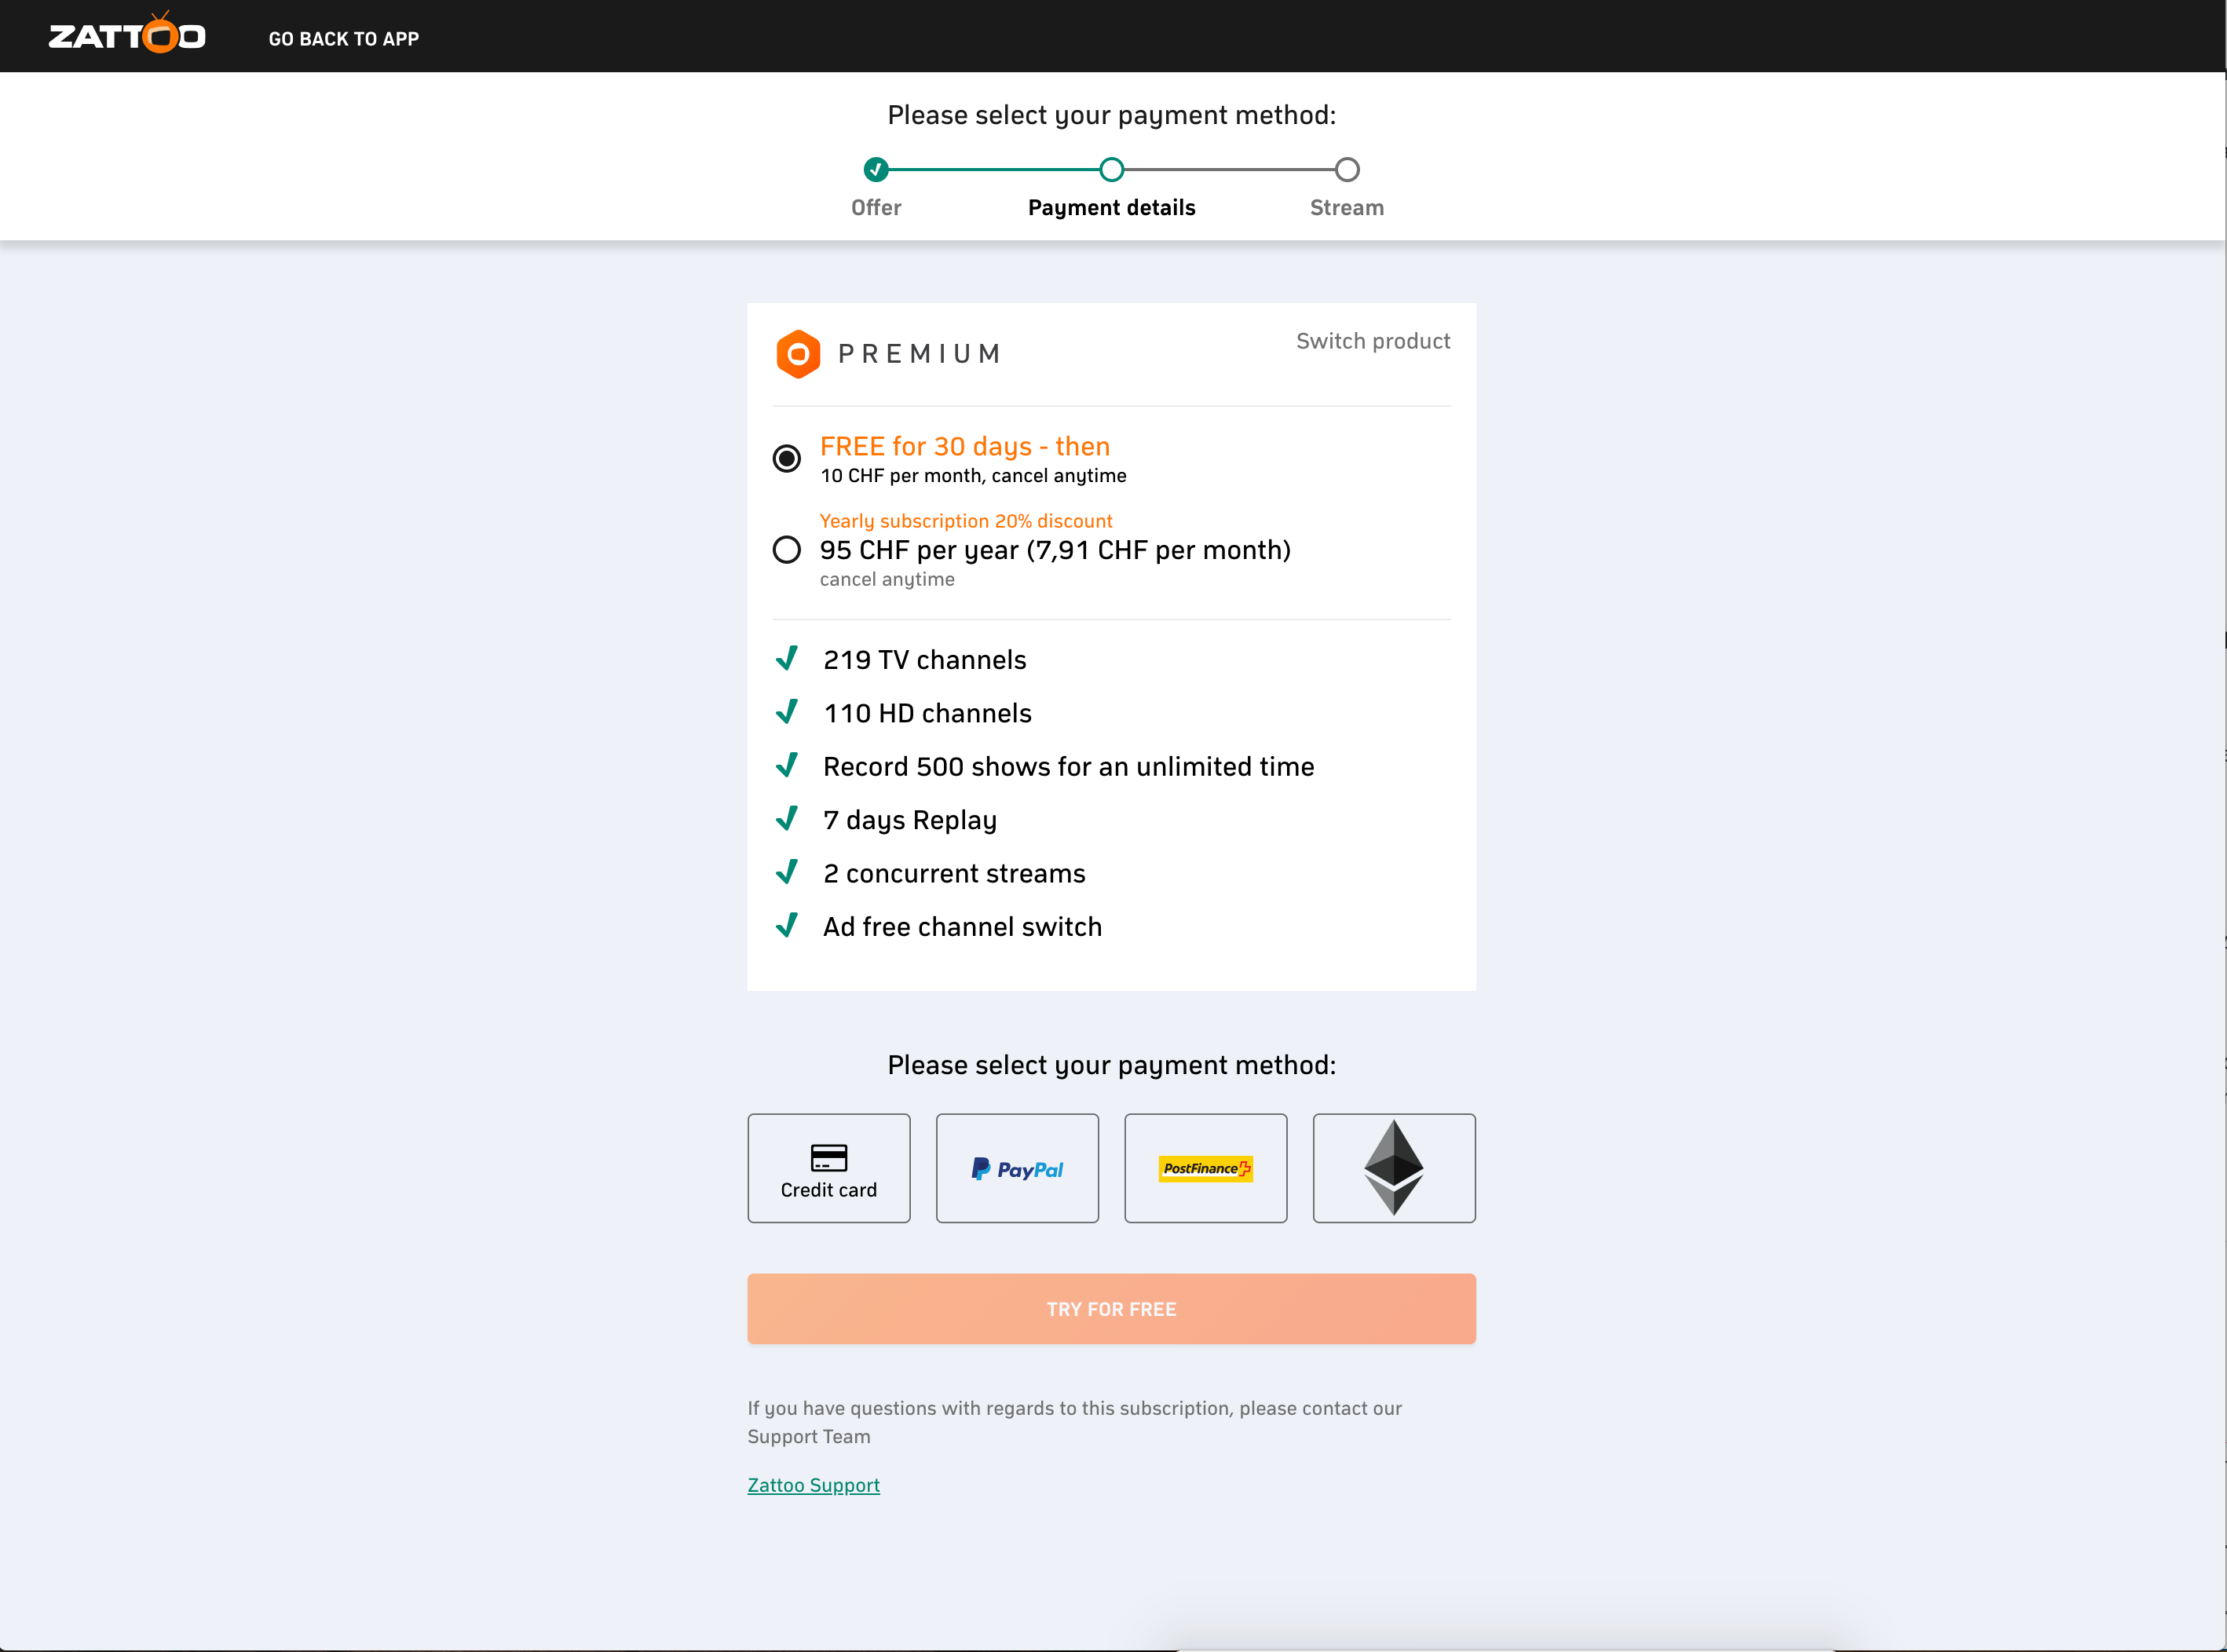 ZATTOO
GO BACK TO APP
Please select your payment method:
Offer
Payment details
Stream
PREMIUM
Switch product
FREE for 30 days - then
10 CHF per month, cancel anytime
Yearly subscription 20% discount
95 CHF per year (7,91 CHF per month)
cancel anytime
219 TV channels
110 HD channels
Record 500 shows for an unlimited time
7 days Replay
2 concurrent streams
Ad free channel switch
Please select your payment method:
Credit card
PayPal
PostFinance
TRY FOR FREE
If you have questions with regards to this subscription, please contact our
Support Team
Zattoo Support